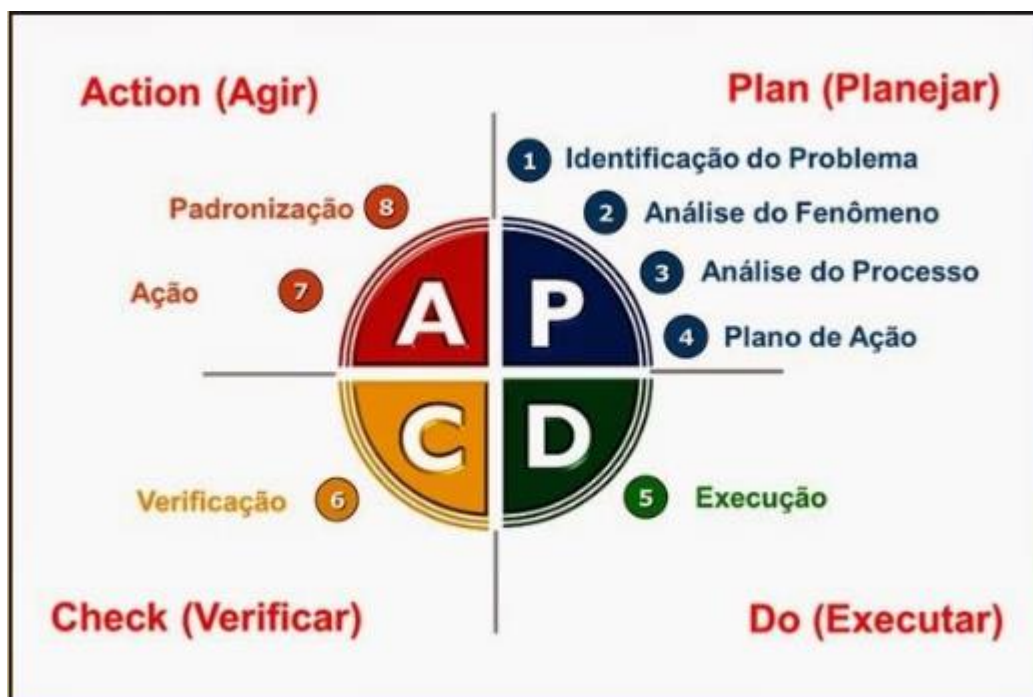 Action (Agir)
Plan (Planejar)
1 Identificação do Problema
2 Análise do Fenômeno
3 Análise do Processo
4 Plano de Ação
Padronização 8
Ação 7
A P
C D
Verificação 6
5 Execução
Check (Verificar)
Do (Executar)